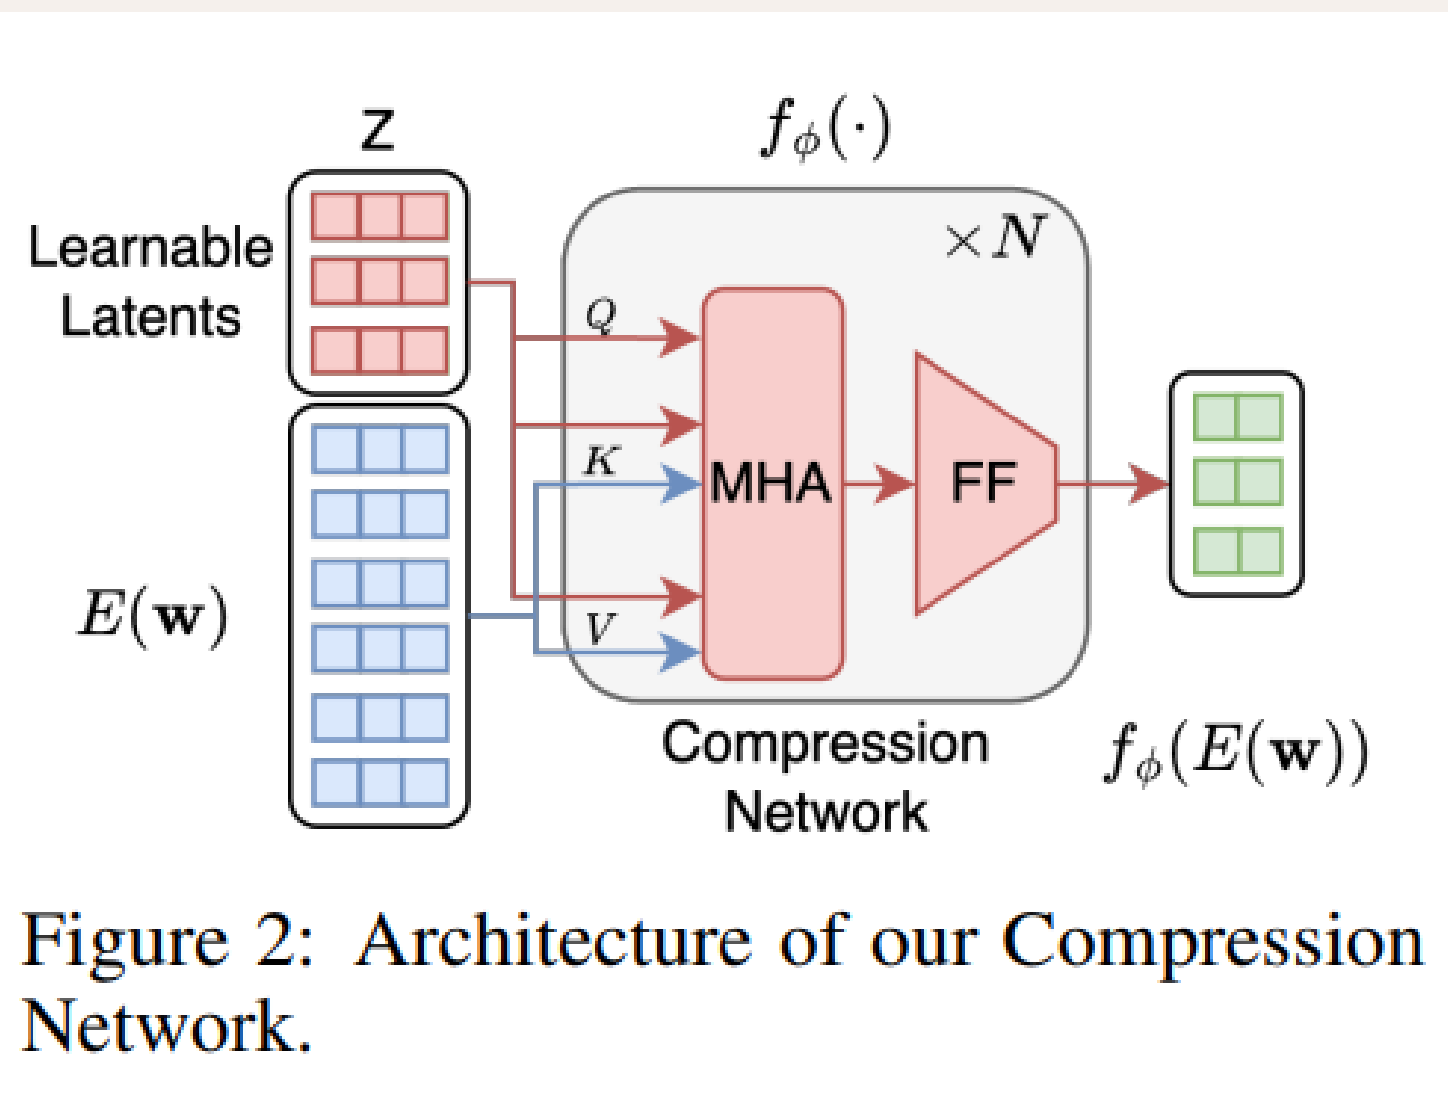 Z
f_ϕ(·)
×N
Learnable
Latents
Q
K
MHA
FF
E(w)
V
Compression
Network
f_ϕ(E(w))
Figure 2: Architecture of our Compression
Network.